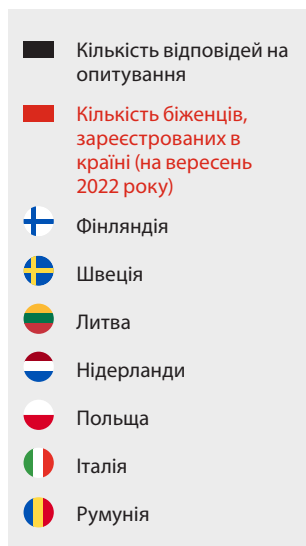 Кількість відповідей на
опитування
Кількість біженців,
зареєстрованих в
країні (на вересень
2022 року)
Фінляндія
Швеція
Литва
Нідерланди
Польща
Італія
Румунія